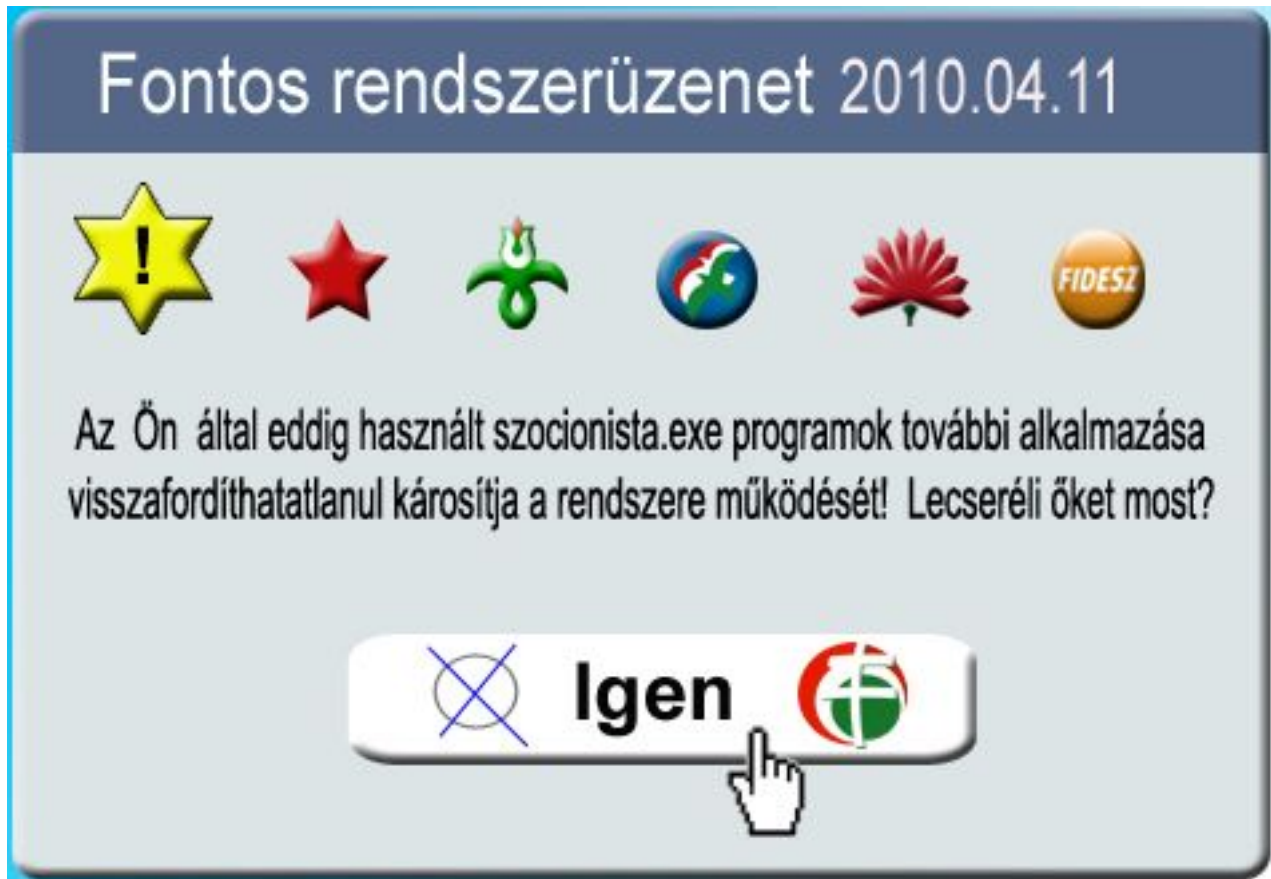 Fontos rendszerüzenet 2010.04.11
!
FIDESZ
Az Ön által eddig használt szocionista.exe programok további alkalmazása
visszafordíthatatlanul károsítja a rendszere működését! Lecseréli őket most?
Igen